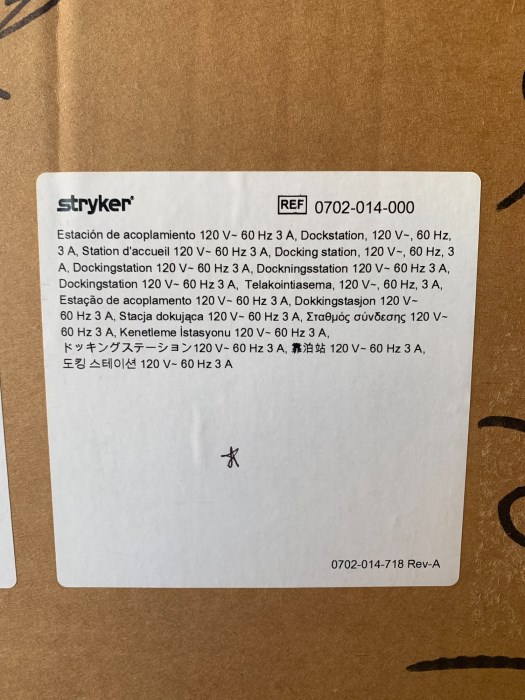 stryker®
REF 0702-014-000
Estación de acoplamiento 120 V~ 60 Hz 3 A, Dockstation, 120 V~, 60 Hz,
3 A, Station d'accueil 120 V~ 60 Hz 3 A, Docking station, 120 V~, 60 Hz, 3
A, Dockingstation 120 V~ 60 Hz 3 A, Dockningsstation 120 V~ 60 Hz 3 A,
Dockingstation 120 V~ 60 Hz 3 A, Telakointiasema, 120 V~, 60 Hz, 3 A,
Estação de acoplamento 120 V~ 60 Hz 3 A, Dokkingstasjon 120 V~
60 Hz 3 A, Stacja dokująca 120 V~ 60 Hz 3 A, Σταθμός σύνδεσης 120 V~
60 Hz 3 A, Kenetleme İstasyonu 120 V~ 60 Hz 3 A,
ドッキングステーション120 V~ 60 Hz 3 A, 靠泊站 120 V~ 60 Hz 3 A,
도킹 스테이션 120 V~ 60 Hz 3 A
0702-014-718 Rev-A